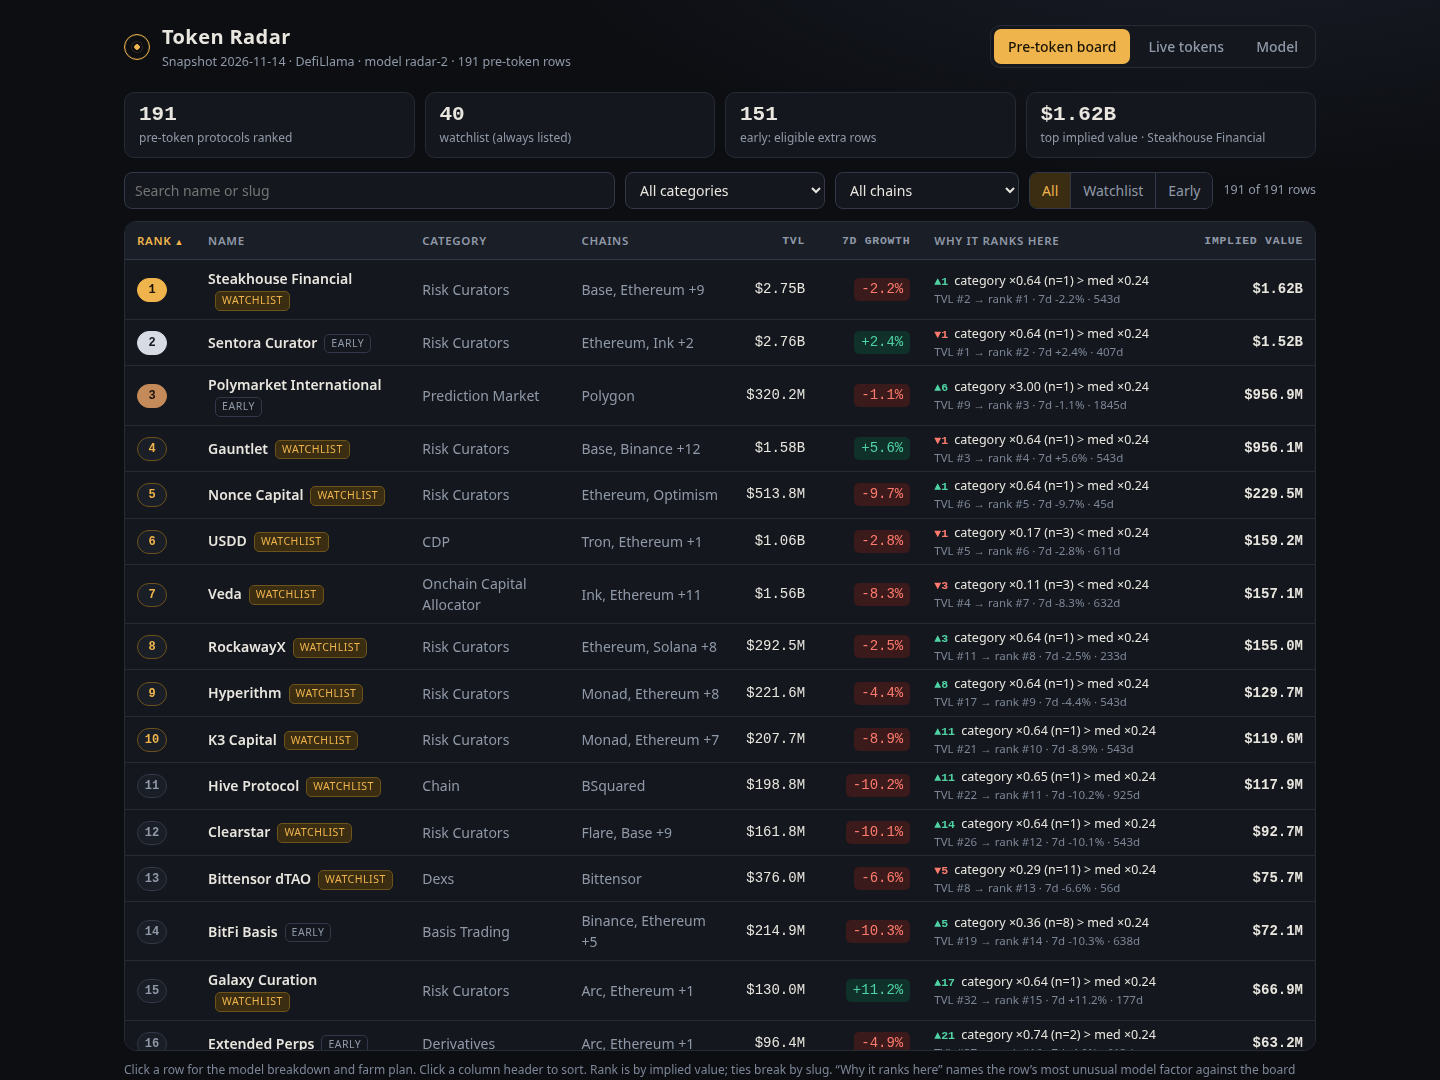 Token Radar
Snapshot 2026-11-14 · DefiLlama · model radar-2 · 191 pre-token rows
Pre-token board Live tokens Model
191
pre-token protocols ranked
40
watchlist (always listed)
151
early: eligible extra rows
$1.62B
top implied value · Steakhouse Financial
Search name or slug All categories All chains All Watchlist Early 191 of 191 rows
RANK ▲ NAME CATEGORY CHAINS TVL 7D GROWTH WHY IT RANKS HERE IMPLIED VALUE
1 Steakhouse Financial WATCHLIST Risk Curators Base, Ethereum +9 $2.75B -2.2% ▲1 category ×0.64 (n=1) > med ×0.24 $1.62B
TVL #2 → rank #1 · 7d -2.2% · 543d
2 Sentora Curator EARLY Risk Curators Ethereum, Ink +2 $2.76B +2.4% ▼1 category ×0.64 (n=1) > med ×0.24 $1.52B
TVL #1 → rank #2 · 7d +2.4% · 407d
3 Polymarket International EARLY Prediction Market Polygon $320.2M -1.1% ▲6 category ×3.00 (n=1) > med ×0.24 $956.9M
TVL #9 → rank #3 · 7d -1.1% · 1845d
4 Gauntlet WATCHLIST Risk Curators Base, Binance +12 $1.58B +5.6% ▼1 category ×0.64 (n=1) > med ×0.24 $956.1M
TVL #3 → rank #4 · 7d +5.6% · 543d
5 Nonce Capital WATCHLIST Risk Curators Ethereum, Optimism $513.8M -9.7% ▲1 category ×0.64 (n=1) > med ×0.24 $229.5M
TVL #6 → rank #5 · 7d -9.7% · 45d
6 USDD WATCHLIST CDP Tron, Ethereum +1 $1.06B -2.8% ▼1 category ×0.17 (n=3) < med ×0.24 $159.2M
TVL #5 → rank #6 · 7d -2.8% · 611d
7 Veda WATCHLIST Onchain Capital Allocator Ink, Ethereum +11 $1.56B -8.3% ▼3 category ×0.11 (n=3) < med ×0.24 $157.1M
TVL #4 → rank #7 · 7d -8.3% · 632d
8 RockawayX WATCHLIST Risk Curators Ethereum, Solana +8 $292.5M -2.5% ▲3 category ×0.64 (n=1) > med ×0.24 $155.0M
TVL #11 → rank #8 · 7d -2.5% · 233d
9 Hyperithm WATCHLIST Risk Curators Monad, Ethereum +8 $221.6M -4.4% ▲8 category ×0.64 (n=1) > med ×0.24 $129.7M
TVL #17 → rank #9 · 7d -4.4% · 543d
10 K3 Capital WATCHLIST Risk Curators Monad, Ethereum +7 $207.7M -8.9% ▲11 category ×0.64 (n=1) > med ×0.24 $119.6M
TVL #21 → rank #10 · 7d -8.9% · 543d
11 Hive Protocol WATCHLIST Chain BSquared $198.8M -10.2% ▲11 category ×0.65 (n=1) > med ×0.24 $117.9M
TVL #22 → rank #11 · 7d -10.2% · 925d
12 Clearstar WATCHLIST Risk Curators Flare, Base +9 $161.8M -10.1% ▲14 category ×0.64 (n=1) > med ×0.24 $92.7M
TVL #26 → rank #12 · 7d -10.1% · 543d
13 Bittensor dTAO WATCHLIST Dexs Bittensor $376.0M -6.6% ▼5 category ×0.29 (n=11) > med ×0.24 $75.7M
TVL #8 → rank #13 · 7d -6.6% · 56d
14 BitFi Basis EARLY Basis Trading Binance, Ethereum +5 $214.9M -10.3% ▲5 category ×0.36 (n=8) > med ×0.24 $72.1M
TVL #19 → rank #14 · 7d -10.3% · 638d
15 Galaxy Curation WATCHLIST Risk Curators Arc, Ethereum +1 $130.0M +11.2% ▲17 category ×0.64 (n=1) > med ×0.24 $66.9M
TVL #32 → rank #15 · 7d +11.2% · 177d
16 Extended Perps EARLY Derivatives Arc, Ethereum +1 $96.4M -4.9% ▲21 category ×0.74 (n=2) > med ×0.24 $63.2M
Click a row for the model breakdown and farm plan. Click a column header to sort. Rank is by implied value; ties break by slug. “Why it ranks here” names the row’s most unusual model factor against the board